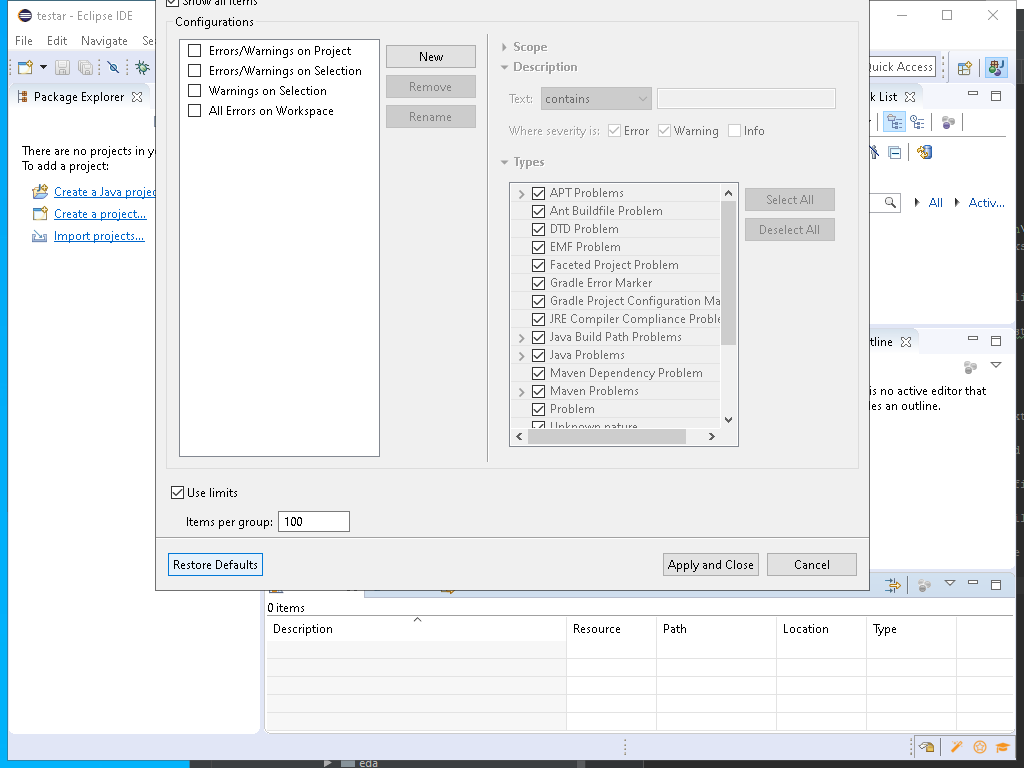 testar - Eclipse IDE
Show all items
File Edit Navigate Se
Configurations
Errors/Warnings on Project
Errors/Warnings on Selection
Warnings on Selection
All Errors on Workspace
New
Remove
Rename
Scope
Description
Text: contains
Where severity is: Error Warning Info
Types
APT Problems
Ant Buildfile Problem
DTD Problem
EMF Problem
Faceted Project Problem
Gradle Error Marker
Gradle Project Configuration Ma
JRE Compiler Compliance Proble
Java Build Path Problems
Java Problems
Maven Dependency Problem
Maven Problems
Problem
Unknown nature
Select All
Deselect All
Quick Access
Package Explorer
k List
There are no projects in y
To add a project:
Create a Java projec
Create a project...
Import projects...
All Activ...
tline
is no active editor that
les an outline.
Use limits
Items per group: 100
Restore Defaults
Apply and Close
Cancel
0 items
Description Resource Path Location Type
eda